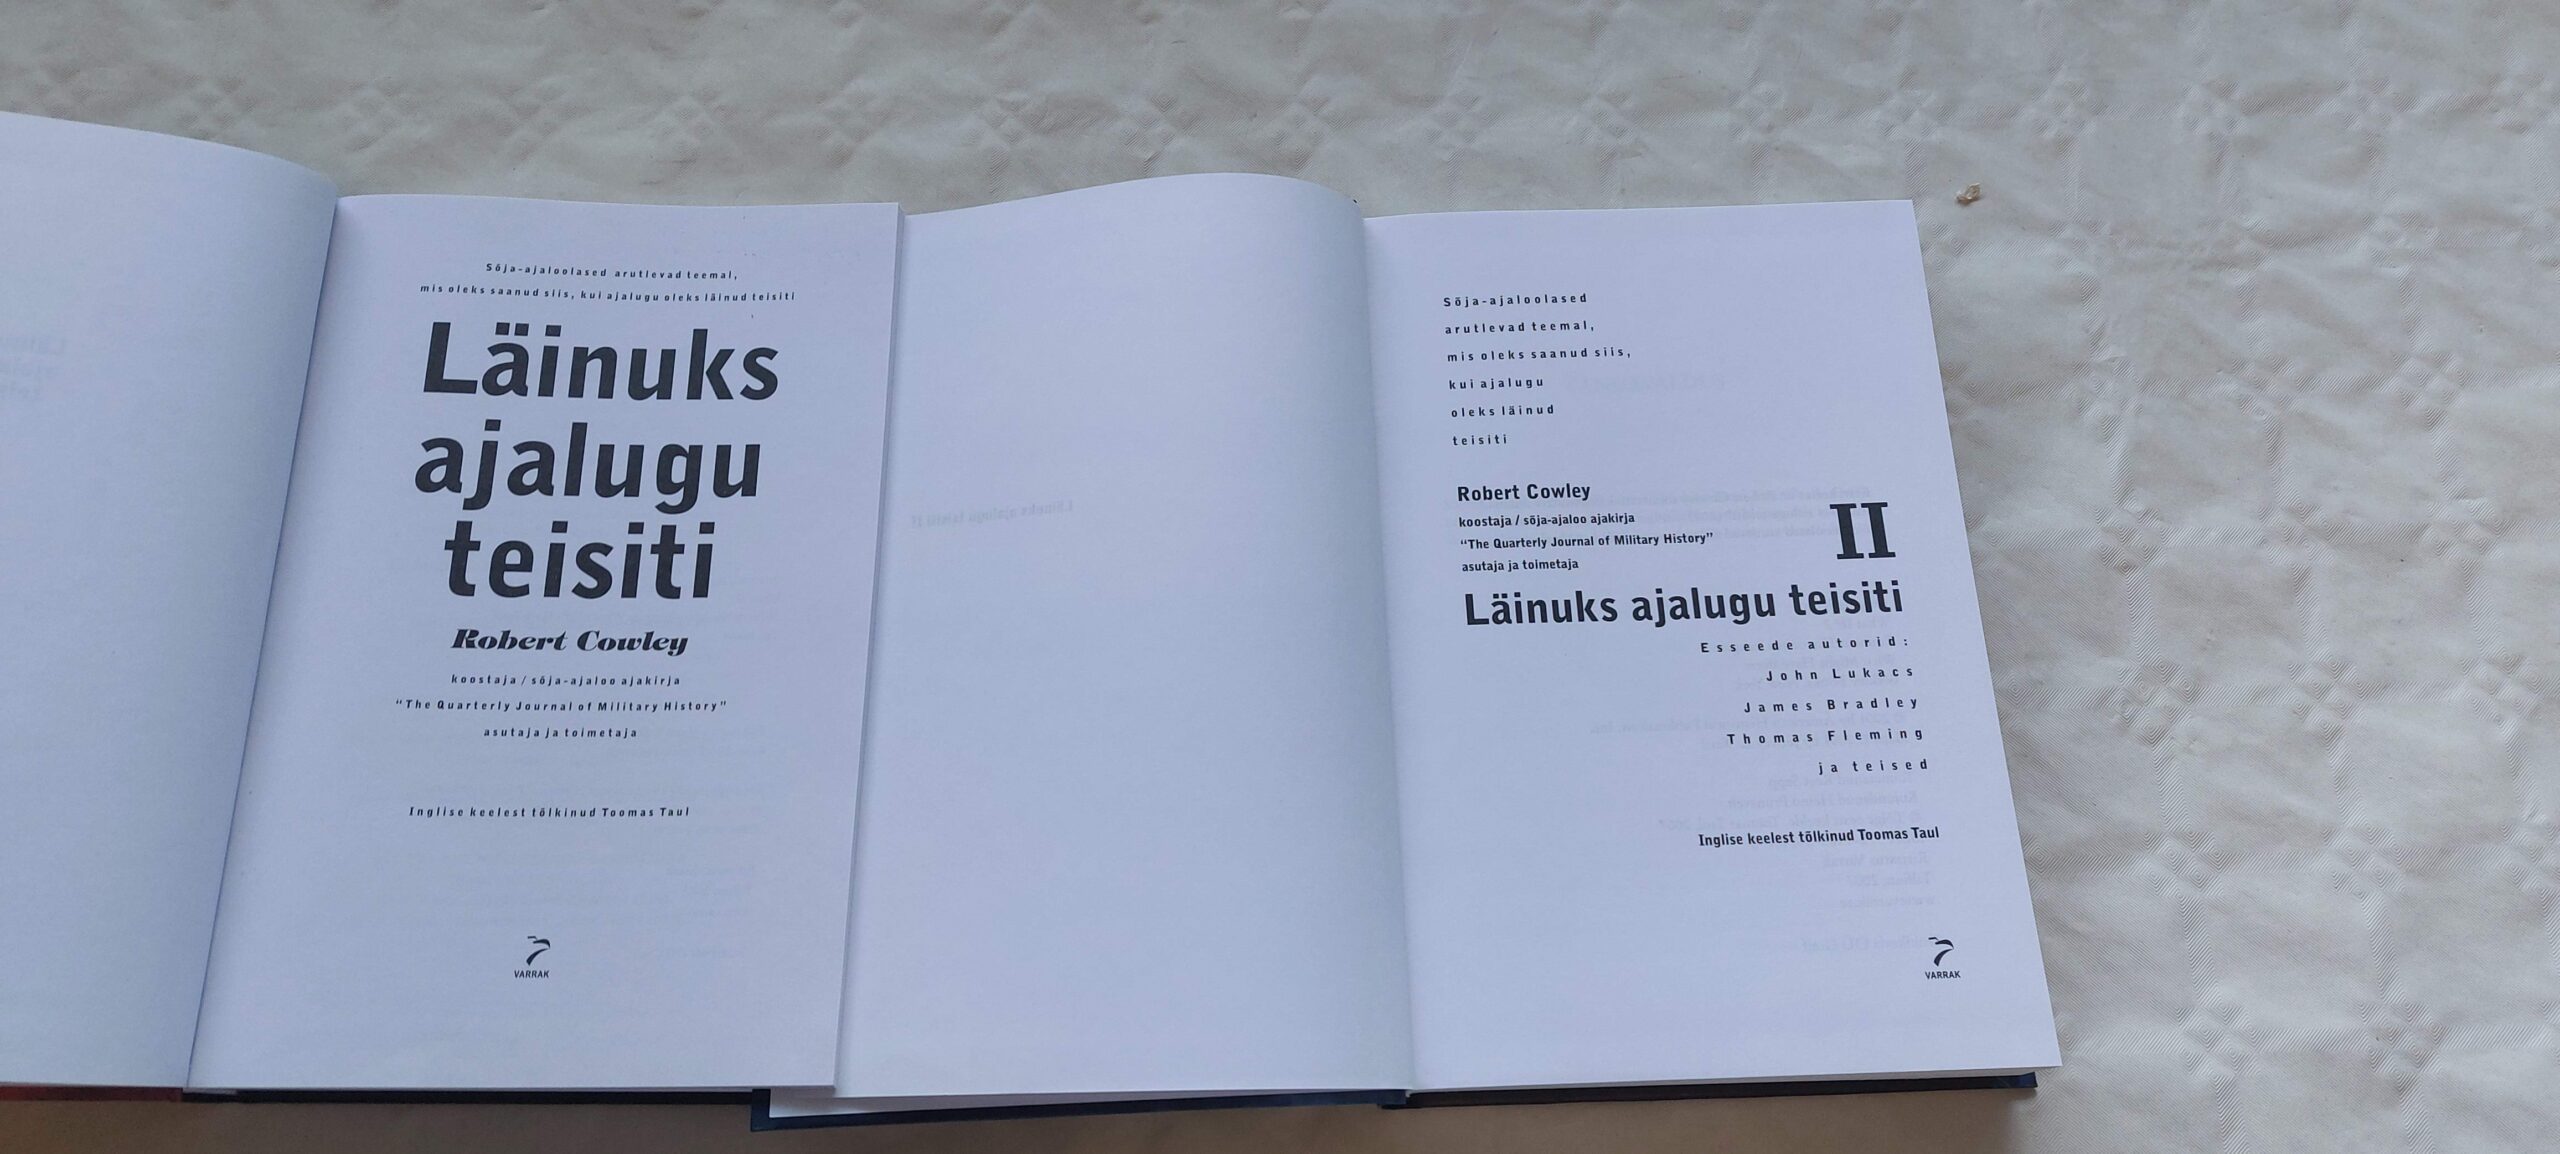 Sõja-ajaloolased arutlevad teemal,
mis oleks saanud siis, kui ajalugu oleks läinud teisiti
Läinuks
ajalugu
teisiti
Robert Cowley
koostaja / sõja-ajaloo ajakirja
“The Quarterly Journal of Military History”
asutaja ja toimetaja
Inglise keelest tõlkinud Toomas Taul
VARRAK
Läinuks ajalugu teisiti II
Sõja-ajaloolased
arutlevad teemal,
mis oleks saanud siis,
kui ajalugu
oleks läinud
teisiti
Robert Cowley
koostaja / sõja-ajaloo ajakirja
“The Quarterly Journal of Military History”
asutaja ja toimetaja
II
Läinuks ajalugu teisiti
Esseede autorid:
John Lukacs
James Bradley
Thomas Fleming
ja teised
Inglise keelest tõlkinud Toomas Taul
VARRAK